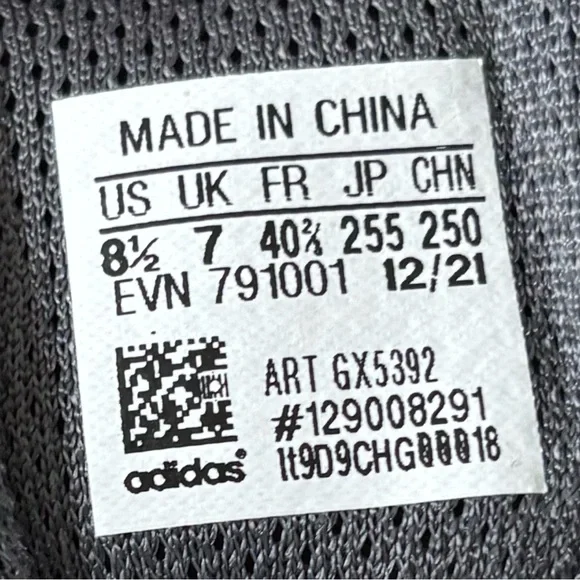 MADE IN CHINA
US UK FR JP CHN
8½ 7 40⅔ 255 250
EVN 791001 12/21
ART GX5392
#129008291
1t9D9CHG00018
adidas®